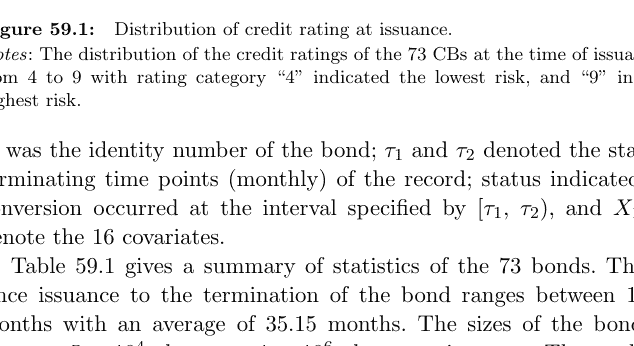 gure 59.1: Distribution of credit rating at issuance.
otes: The distribution of the credit ratings of the 73 CBs at the time of issua
om 4 to 9 with rating category “4” indicated the lowest risk, and “9” in
ghest risk.
was the identity number of the bond; τ1 and τ2 denoted the sta
rminating time points (monthly) of the record; status indicated
onversion occurred at the interval specified by [τ1, τ2), and X
enote the 16 covariates.
Table 59.1 gives a summary of statistics of the 73 bonds. Th
nce issuance to the termination of the bond ranges between 1
onths with an average of 35.15 months. The sizes of the bond